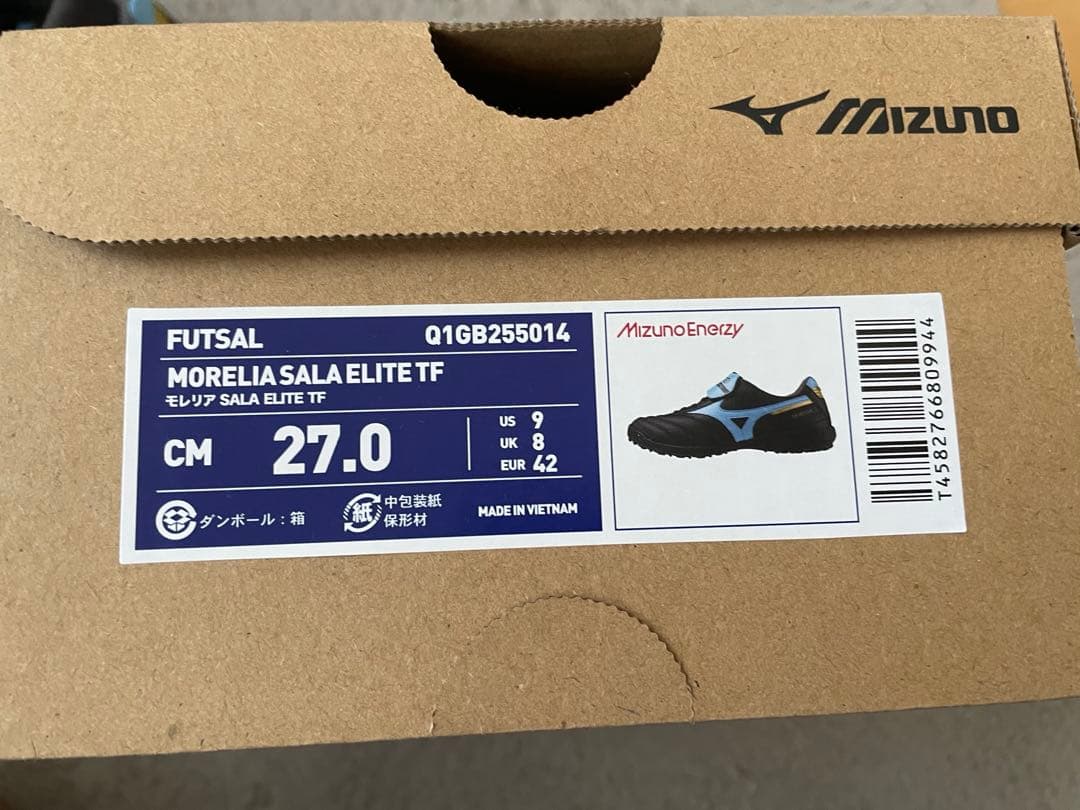 MIZUNO
FUTSAL Q1GB255014
MORELIA SALA ELITE TF
モレリア SALA ELITE TF
CM 27.0
US 9
UK 8
EUR 42
ダンボール：箱
紙 中包装紙
保形材
MADE IN VIETNAM
MIZUNO ENERZY
T4582766809944